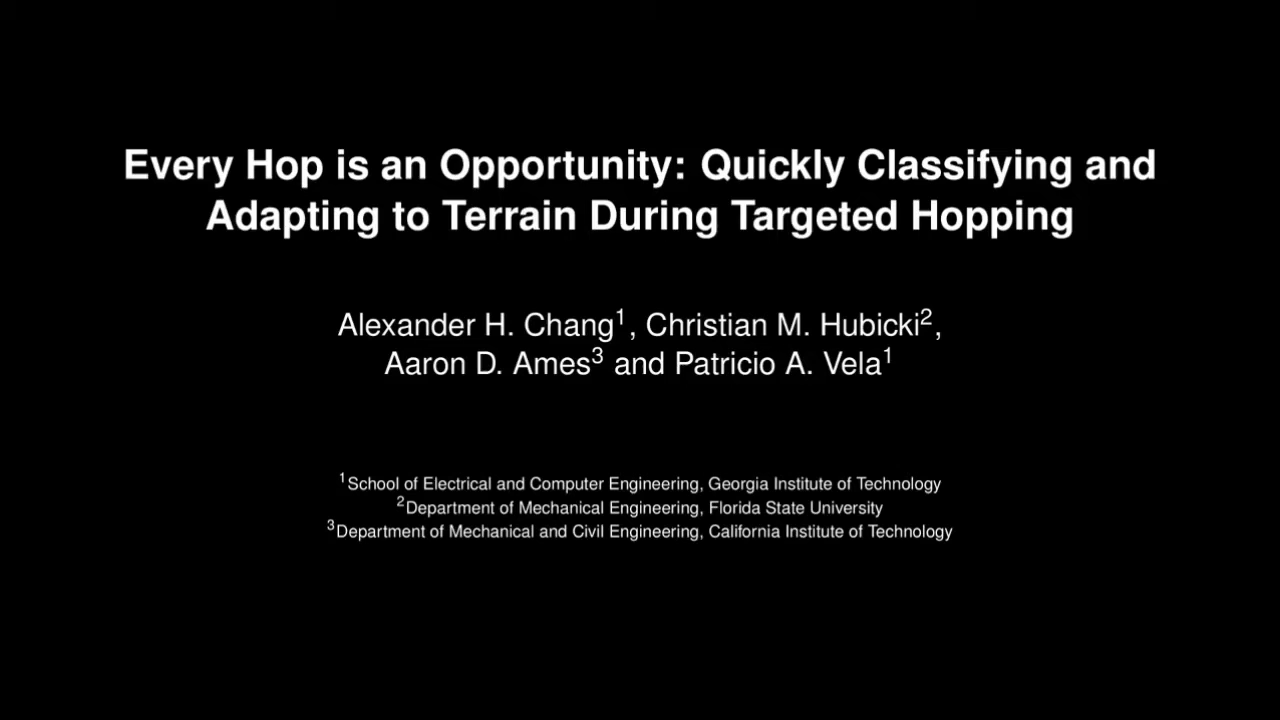 Every Hop is an Opportunity: Quickly Classifying and
Adapting to Terrain During Targeted Hopping
Alexander H. Chang¹, Christian M. Hubicki²,
Aaron D. Ames³ and Patricio A. Vela¹
¹School of Electrical and Computer Engineering, Georgia Institute of Technology
²Department of Mechanical Engineering, Florida State University
³Department of Mechanical and Civil Engineering, California Institute of Technology